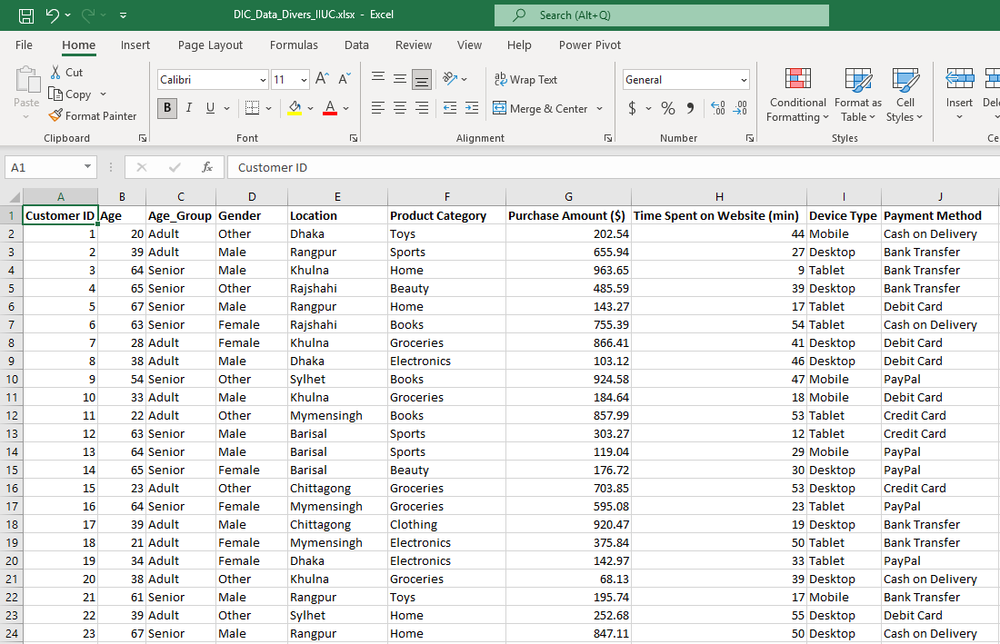 DIC_Data_Divers_IIUC.xlsx - Excel Search (Alt+Q)
File Home Insert Page Layout Formulas Data Review View Help Power Pivot
Paste
Cut
Copy
Format Painter
Clipboard
Calibri 11 A A
B I U A
Font
ab Wrap Text
Merge & Center
Alignment
General
$ % 9 .00 .00
Number
Conditional Formatting
Format as Table
Cell Styles
Styles
Insert
Dele
Ce
A1 fx Customer ID
A B C D E F G H I J
1 Customer ID Age Age_Group Gender Location Product Category Purchase Amount ($) Time Spent on Website (min) Device Type Payment Method
2 1 20 Adult Other Dhaka Toys 202.54 44 Mobile Cash on Delivery
3 2 39 Adult Male Rangpur Sports 655.94 27 Desktop Bank Transfer
4 3 64 Senior Male Khulna Home 963.65 9 Tablet Bank Transfer
5 4 65 Senior Other Rajshahi Beauty 485.59 39 Desktop Bank Transfer
6 5 67 Senior Male Rangpur Home 143.27 17 Tablet Debit Card
7 6 63 Senior Female Rajshahi Books 755.39 54 Tablet Cash on Delivery
8 7 28 Adult Female Khulna Groceries 866.41 41 Desktop Debit Card
9 8 38 Adult Male Dhaka Electronics 103.12 46 Desktop Debit Card
10 9 54 Senior Other Sylhet Books 924.58 47 Mobile PayPal
11 10 33 Adult Male Khulna Groceries 184.64 18 Mobile Debit Card
12 11 22 Adult Other Mymensingh Books 857.99 53 Tablet Credit Card
13 12 63 Senior Male Barisal Sports 303.27 12 Tablet Credit Card
14 13 64 Senior Male Barisal Sports 119.04 29 Mobile PayPal
15 14 65 Senior Female Barisal Beauty 176.72 30 Desktop PayPal
16 15 23 Adult Other Chittagong Groceries 703.85 53 Desktop Credit Card
17 16 64 Senior Female Mymensingh Groceries 595.08 23 Tablet PayPal
18 17 39 Adult Male Chittagong Clothing 920.47 19 Desktop Bank Transfer
19 18 21 Adult Female Mymensingh Electronics 375.84 50 Tablet Bank Transfer
20 19 34 Adult Female Dhaka Electronics 142.97 33 Tablet PayPal
21 20 38 Adult Other Khulna Groceries 68.13 39 Desktop Cash on Delivery
22 21 61 Senior Male Rangpur Toys 195.74 17 Mobile Bank Transfer
23 22 39 Adult Other Sylhet Home 252.68 55 Desktop Debit Card
24 23 67 Senior Male Rangpur Home 847.11 50 Desktop Cash on Delivery